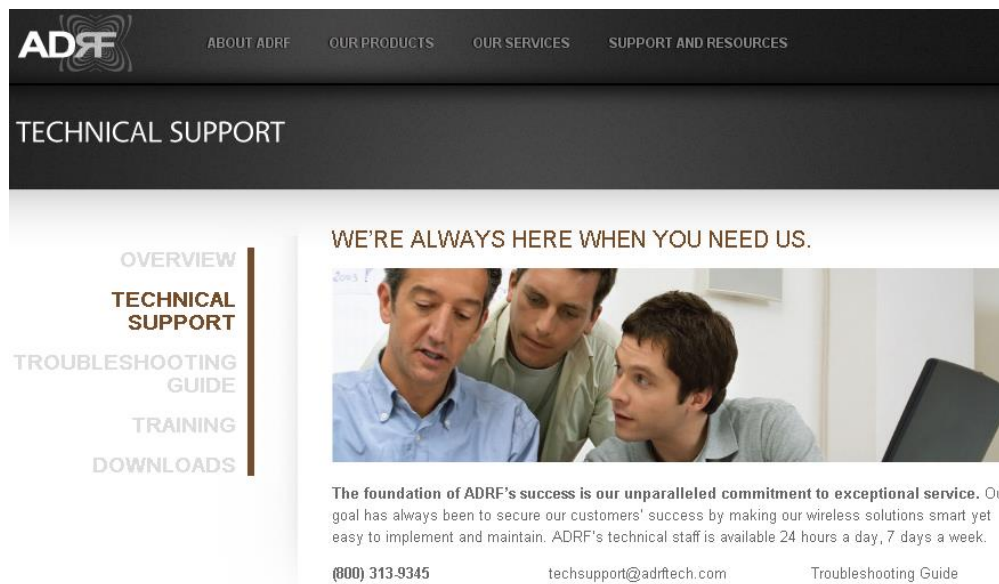 ADRF
ABOUT ADRF
OUR PRODUCTS
OUR SERVICES
SUPPORT AND RESOURCES
TECHNICAL SUPPORT
OVERVIEW
TECHNICAL
SUPPORT
TROUBLESHOOTING
GUIDE
TRAINING
DOWNLOADS
WE'RE ALWAYS HERE WHEN YOU NEED US.
The foundation of ADRF's success is our unparalleled commitment to exceptional service.
goal has always been to secure our customers' success by making our wireless solutions smart yet
easy to implement and maintain. ADRF's technical staff is available 24 hours a day, 7 days a week.
(800) 313-9345
techsupport@adrftech.com
Troubleshooting Guide